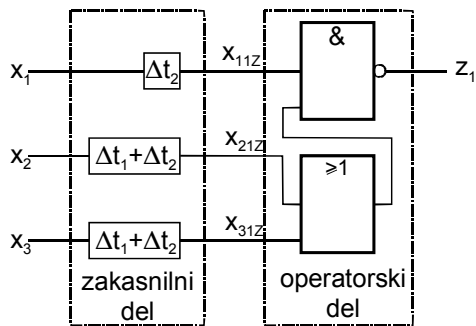 x₁ Δt₂ x₁₁Z & z₁
x₂ Δt₁+Δt₂ x₂₁Z
⩾1
x₃ Δt₁+Δt₂ x₃₁Z
zakasnilni
del
operatorski
del